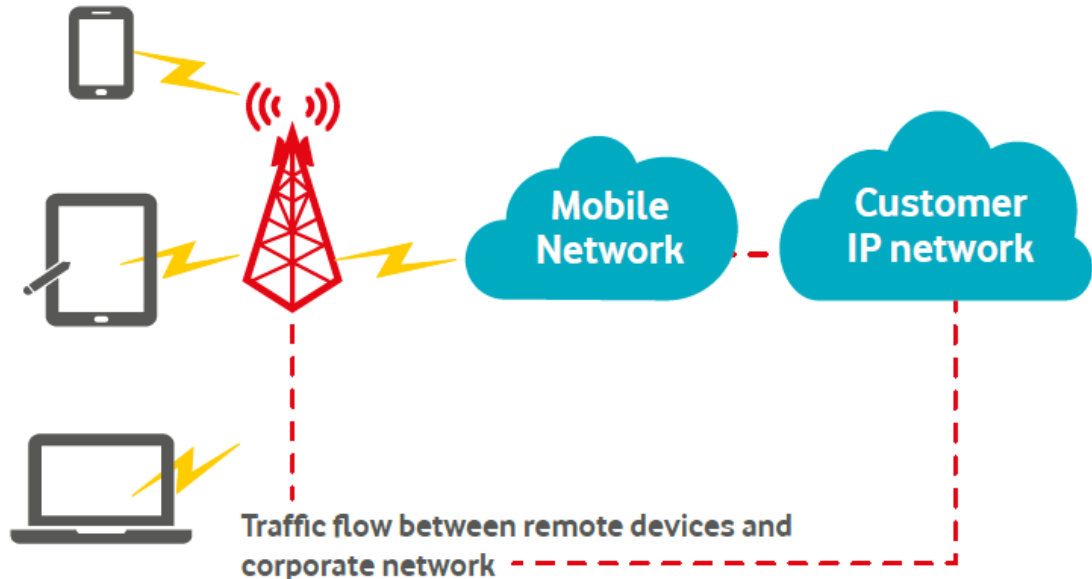 Mobile
Network
Customer
IP network
Traffic flow between remote devices and
corporate network